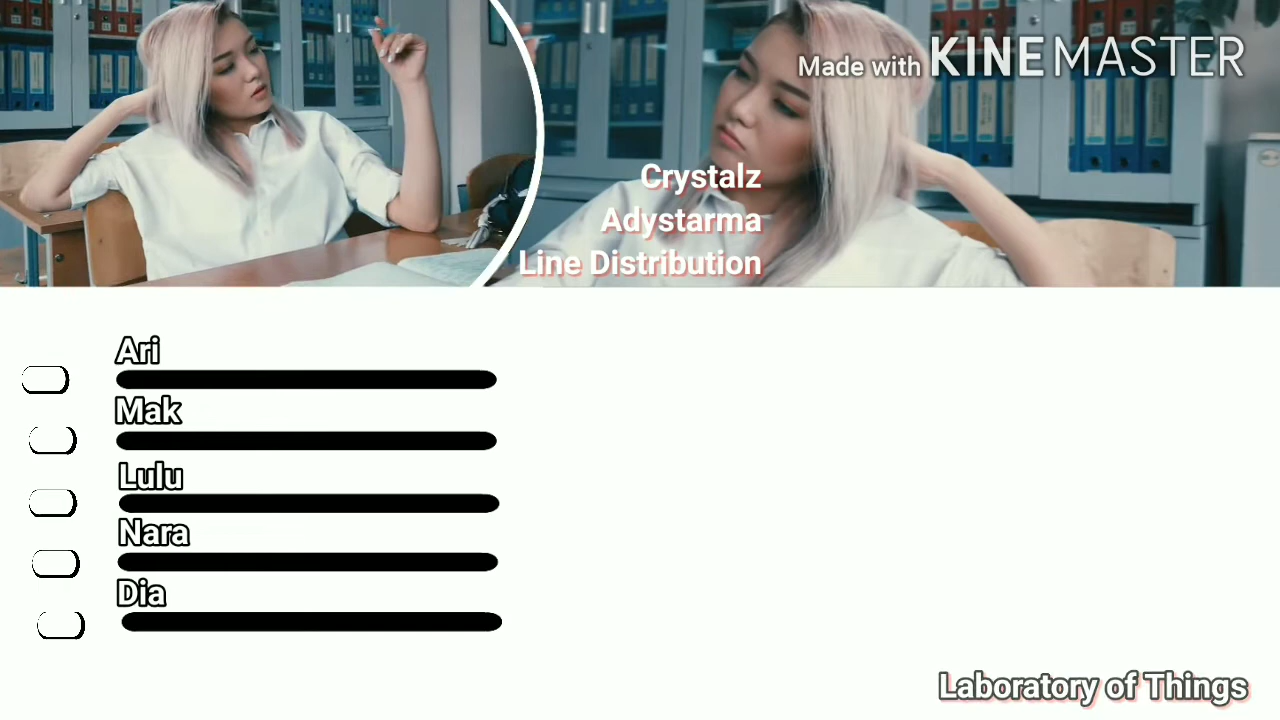 Made with KINEMASTER
Crystalz
Adystarma
Line Distribution
Ari
Mak
Lulu
Nara
Dia
Laboratory of Things